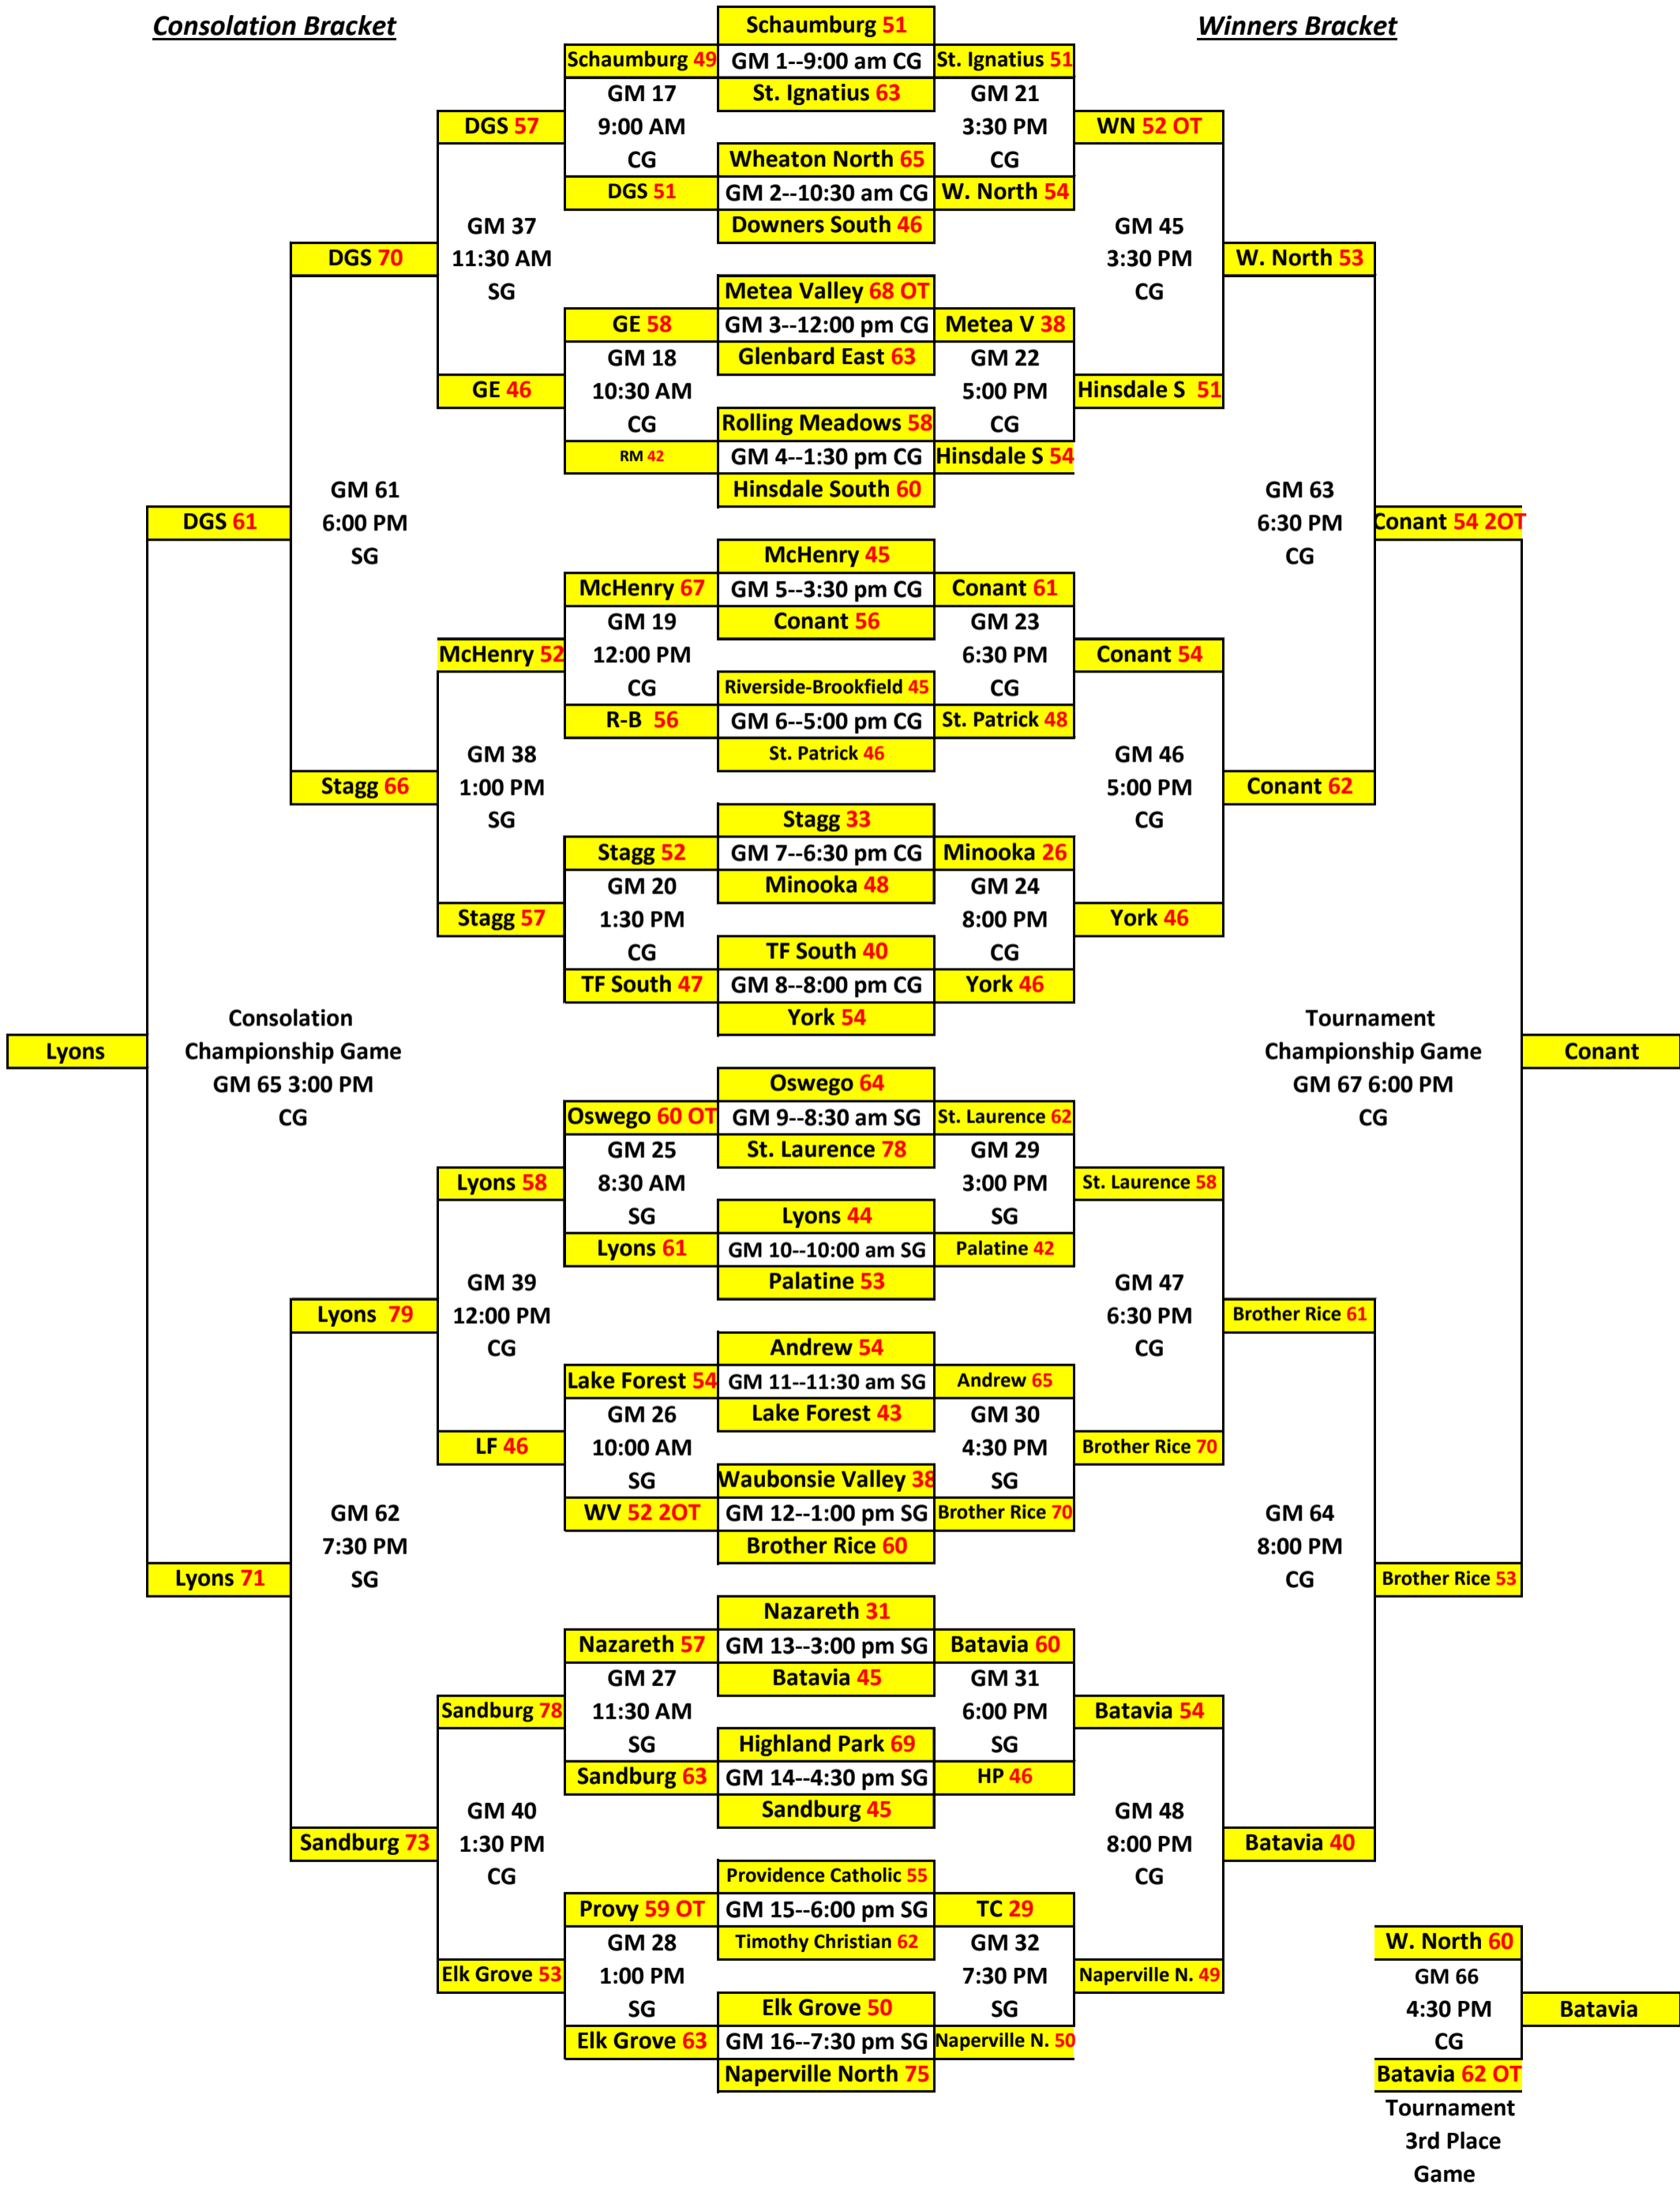 Consolation Bracket
Winners Bracket
Schaumburg 51
Schaumburg 49
GM 1--9:00 am CG
St. Ignatius 51
GM 17
St. Ignatius 63
GM 21
DGS 57
9:00 AM
3:30 PM
WN 52 OT
CG
Wheaton North 65
CG
DGS 51
GM 2--10:30 am CG
W. North 54
GM 37
Downers South 46
GM 45
DGS 70
11:30 AM
3:30 PM
W. North 53
SG
Metea Valley 68 OT
CG
GE 58
GM 3--12:00 pm CG
Metea V 38
GM 18
Glenbard East 63
GM 22
GE 46
10:30 AM
5:00 PM
Hinsdale S 51
CG
Rolling Meadows 58
CG
RM 42
GM 4--1:30 pm CG
Hinsdale S 54
GM 61
Hinsdale South 60
GM 63
DGS 61
6:00 PM
6:30 PM
Conant 54 2OT
SG
McHenry 45
CG
McHenry 67
GM 5--3:30 pm CG
Conant 61
GM 19
Conant 56
GM 23
McHenry 52
12:00 PM
6:30 PM
Conant 54
CG
Riverside-Brookfield 45
CG
R-B 56
GM 6--5:00 pm CG
St. Patrick 48
GM 38
St. Patrick 46
GM 46
Stagg 66
1:00 PM
5:00 PM
Conant 62
SG
Stagg 33
CG
Stagg 52
GM 7--6:30 pm CG
Minooka 26
GM 20
Minooka 48
GM 24
Stagg 57
1:30 PM
8:00 PM
York 46
CG
TF South 40
CG
TF South 47
GM 8--8:00 pm CG
York 46
Consolation
York 54
Tournament
Lyons
Championship Game
Championship Game
Conant
GM 65 3:00 PM
Oswego 64
GM 67 6:00 PM
CG
Oswego 60 OT
GM 9--8:30 am SG
St. Laurence 62
CG
GM 25
St. Laurence 78
GM 29
Lyons 58
8:30 AM
3:00 PM
St. Laurence 58
SG
Lyons 44
SG
Lyons 61
GM 10--10:00 am SG
Palatine 42
GM 39
Palatine 53
GM 47
Lyons 79
12:00 PM
6:30 PM
Brother Rice 61
CG
Andrew 54
CG
Lake Forest 54
GM 11--11:30 am SG
Andrew 65
GM 26
Lake Forest 43
GM 30
LF 46
10:00 AM
4:30 PM
Brother Rice 70
SG
Waubonsie Valley 38
SG
GM 62
WV 52 2OT
GM 12--1:00 pm SG
Brother Rice 70
GM 64
7:30 PM
Brother Rice 60
8:00 PM
Lyons 71
SG
CG
Brother Rice 53
Nazareth 31
Nazareth 57
GM 13--3:00 pm SG
Batavia 60
GM 27
Batavia 45
GM 31
Sandburg 78
11:30 AM
6:00 PM
Batavia 54
SG
Highland Park 69
SG
Sandburg 63
GM 14--4:30 pm SG
HP 46
GM 40
Sandburg 45
GM 48
Sandburg 73
1:30 PM
8:00 PM
Batavia 40
CG
Providence Catholic 55
CG
Provy 59 OT
GM 15--6:00 pm SG
TC 29
GM 28
Timothy Christian 62
GM 32
W. North 60
Elk Grove 53
1:00 PM
7:30 PM
Naperville N. 49
GM 66
SG
Elk Grove 50
SG
4:30 PM
Batavia
Elk Grove 63
GM 16--7:30 pm SG
Naperville N. 50
CG
Naperville North 75
Batavia 62 OT
Tournament
3rd Place
Game